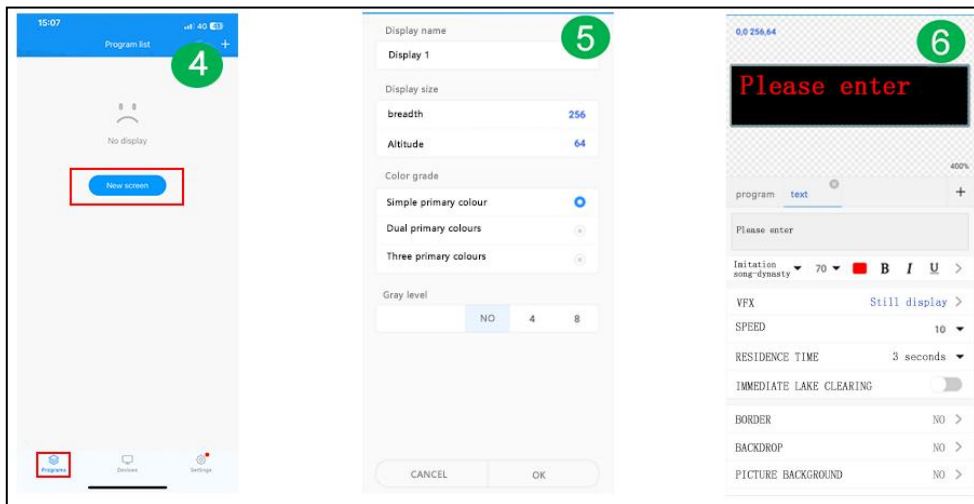 15:07
4G
Program list
+
4
No display
New screen
Programs
Devices
Settings
5
Display name
Display 1
Display size
breadth 256
Altitude 64
Color grade
Simple primary colour
Dual primary colours
Three primary colours
Gray level
NO 4 8
CANCEL OK
6
0,0 256,64
Please enter
400%
program text +
Please enter
Imitation
song-dynasty 70 B I U >
VFX Still display >
SPEED 10
RESIDENCE TIME 3 seconds
IMMEDIATE LAKE CLEARING
BORDER NO >
BACKDROP NO >
PICTURE BACKGROUND NO >